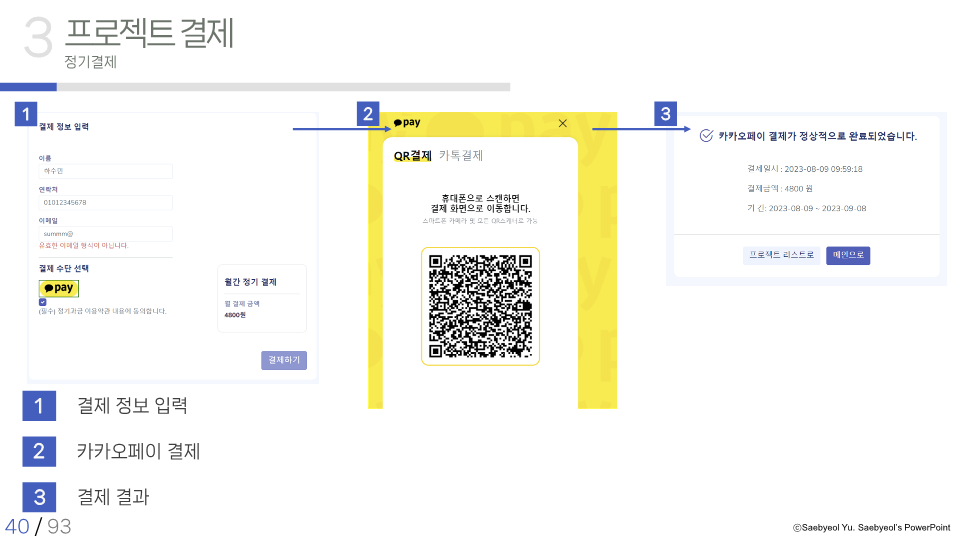 3 프로젝트 결제
정기결제
1
결제 정보 입력
이름
하수민
연락처
01012345678
이메일
summm@
유효한 이메일 형식이 아닙니다.
결제 수단 선택
pay
(필수) 정기과금 이용약관 내용에 동의합니다.
월간 정기 결제
월 결제 금액
4800원
결제하기
2
pay
QR결제 카톡결제
휴대폰으로 스캔하면
결제 화면으로 이동합니다.
스마트폰 카메라 및 모든 QR스캐너로 가능
3
카카오페이 결제가 정상적으로 완료되었습니다.
결제일시 : 2023-08-09 09:59:18
결제금액 : 4800 원
기 간: 2023-08-09 ~ 2023-09-08
프로젝트 리스트로 메인으로
1 결제 정보 입력
2 카카오페이 결제
3 결제 결과
40 / 93
ⓒSaebyeol Yu. Saebyeol's PowerPoint